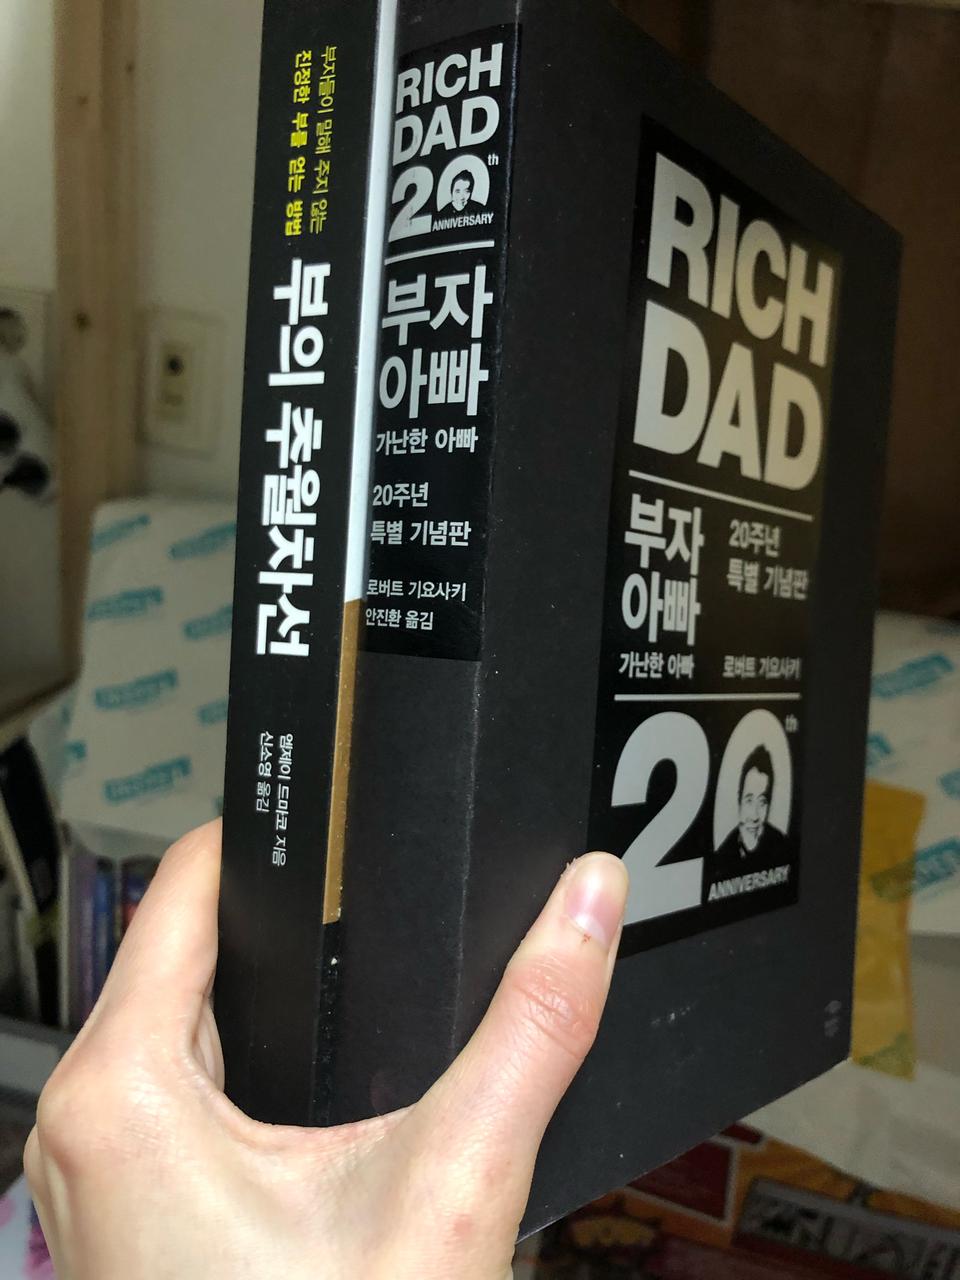 부자들이 말해 주지 않는
진정한 부를 얻는 방법
부의 추월차선
엠제이 드마코 지음
신소영 옮김
RICH
DAD
20th
ANNIVERSARY
부자
아빠
가난한 아빠
20주년
특별 기념판
로버트 기요사키
안진환 옮김
RICH
DAD
부자
아빠
가난한 아빠
20주년
특별 기념판
로버트 기요사키
20th
ANNIVERSARY